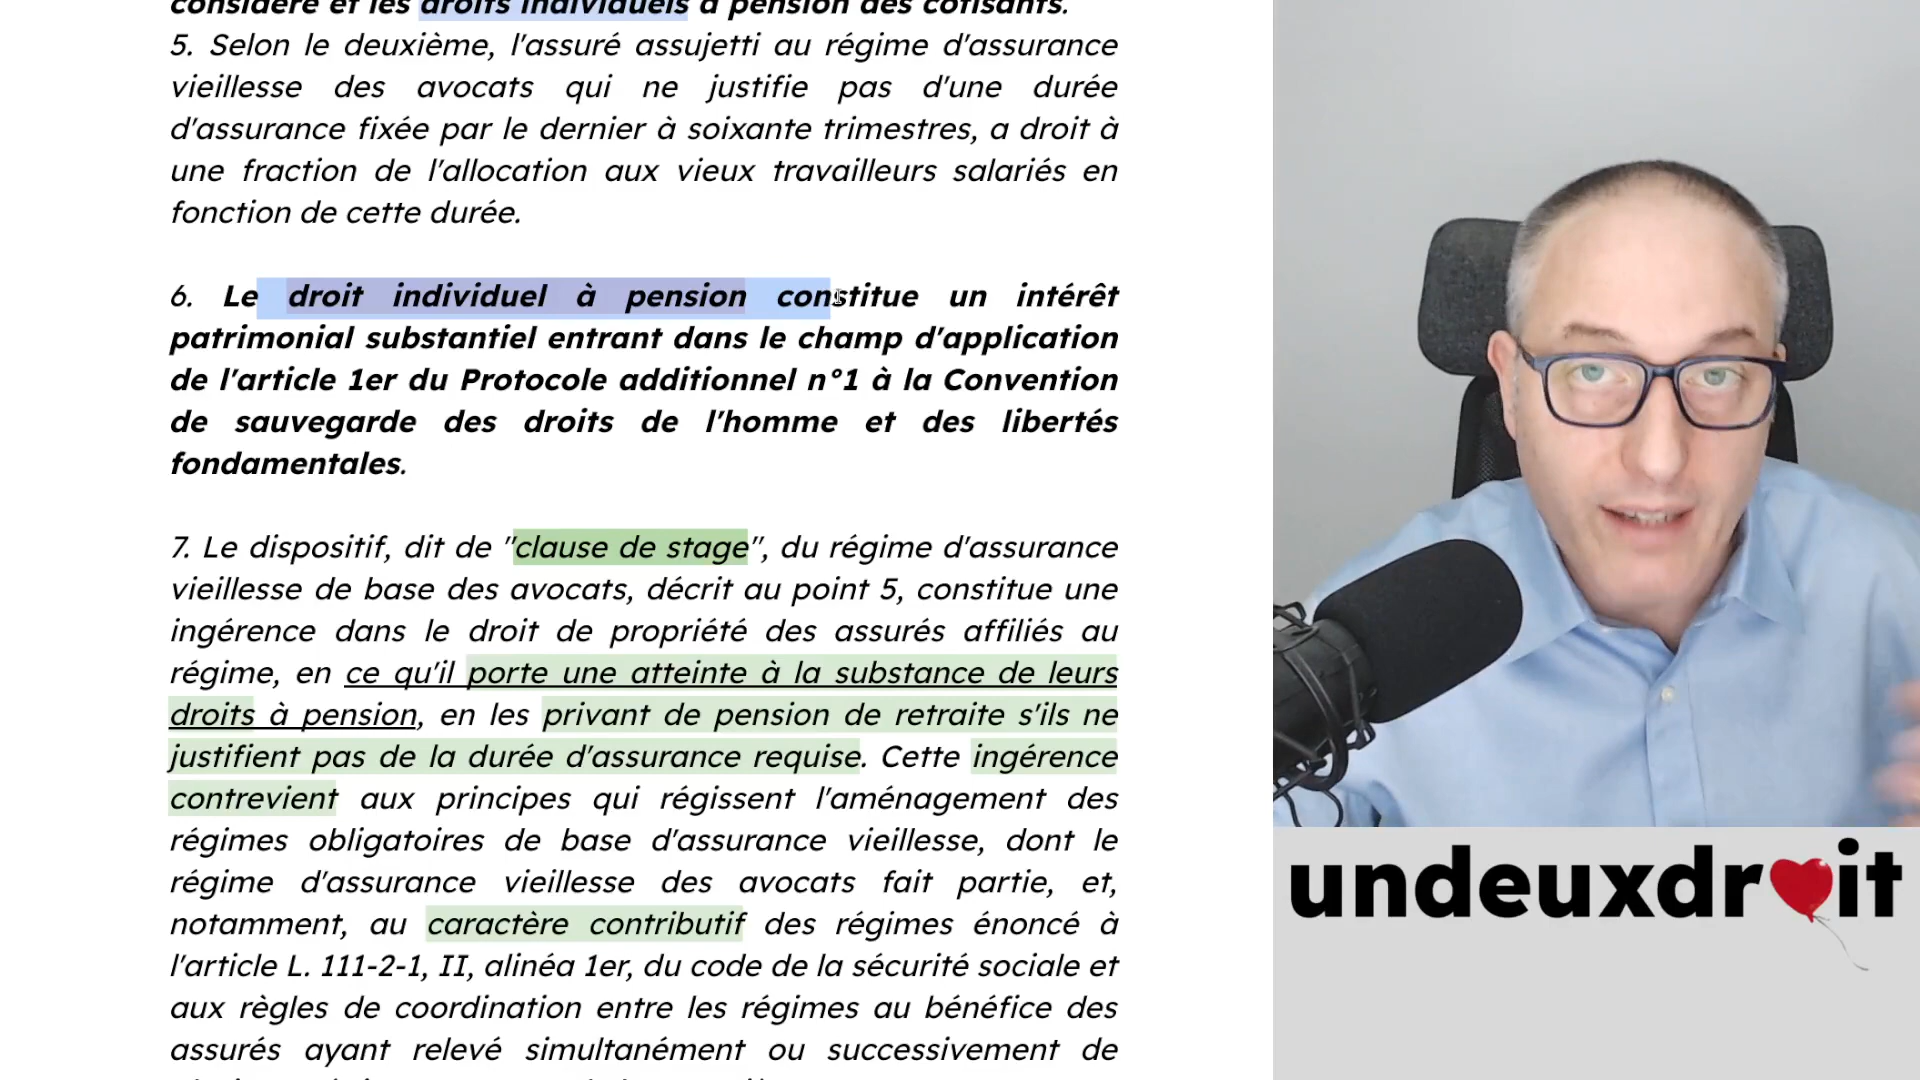 considéré et les droits individuels à pension des cotisants.
5. Selon le deuxième, l'assuré assujetti au régime d'assurance
vieillesse des avocats qui ne justifie pas d'une durée
d'assurance fixée par le dernier à soixante trimestres, a droit à
une fraction de l'allocation aux vieux travailleurs salariés en
fonction de cette durée.
6. Le droit individuel à pension constitue un intérêt
patrimonial substantiel entrant dans le champ d'application
de l'article 1er du Protocole additionnel n°1 à la Convention
de sauvegarde des droits de l'homme et des libertés
fondamentales.
7. Le dispositif, dit de "clause de stage", du régime d'assurance
vieillesse de base des avocats, décrit au point 5, constitue une
ingérence dans le droit de propriété des assurés affiliés au
régime, en ce qu'il porte une atteinte à la substance de leurs
droits à pension, en les privant de pension de retraite s'ils ne
justifient pas de la durée d'assurance requise. Cette ingérence
contrevient aux principes qui régissent l'aménagement des
régimes obligatoires de base d'assurance vieillesse, dont le
régime d'assurance vieillesse des avocats fait partie, et,
notamment, au caractère contributif des régimes énoncé à
l'article L. 111-2-1, II, alinéa 1er, du code de la sécurité sociale et
aux règles de coordination entre les régimes au bénéfice des
assurés ayant relevé simultanément ou successivement de
undeuxdroit